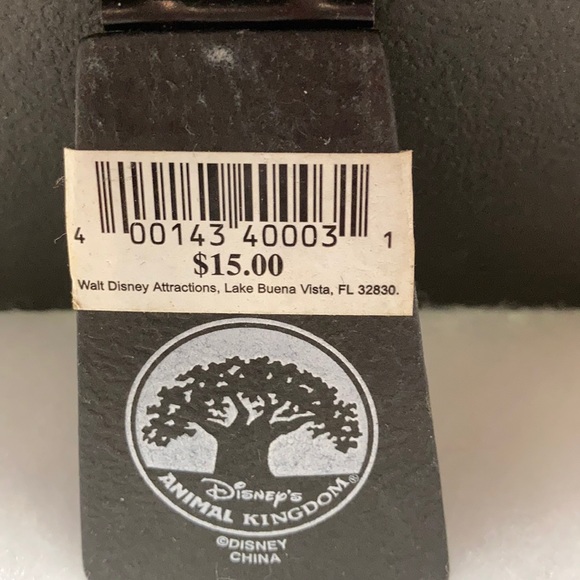 4 00143 40003 1
$15.00
Walt Disney Attractions, Lake Buena Vista, FL 32830.
Disney's
ANIMAL KINGDOM®
©DISNEY
CHINA